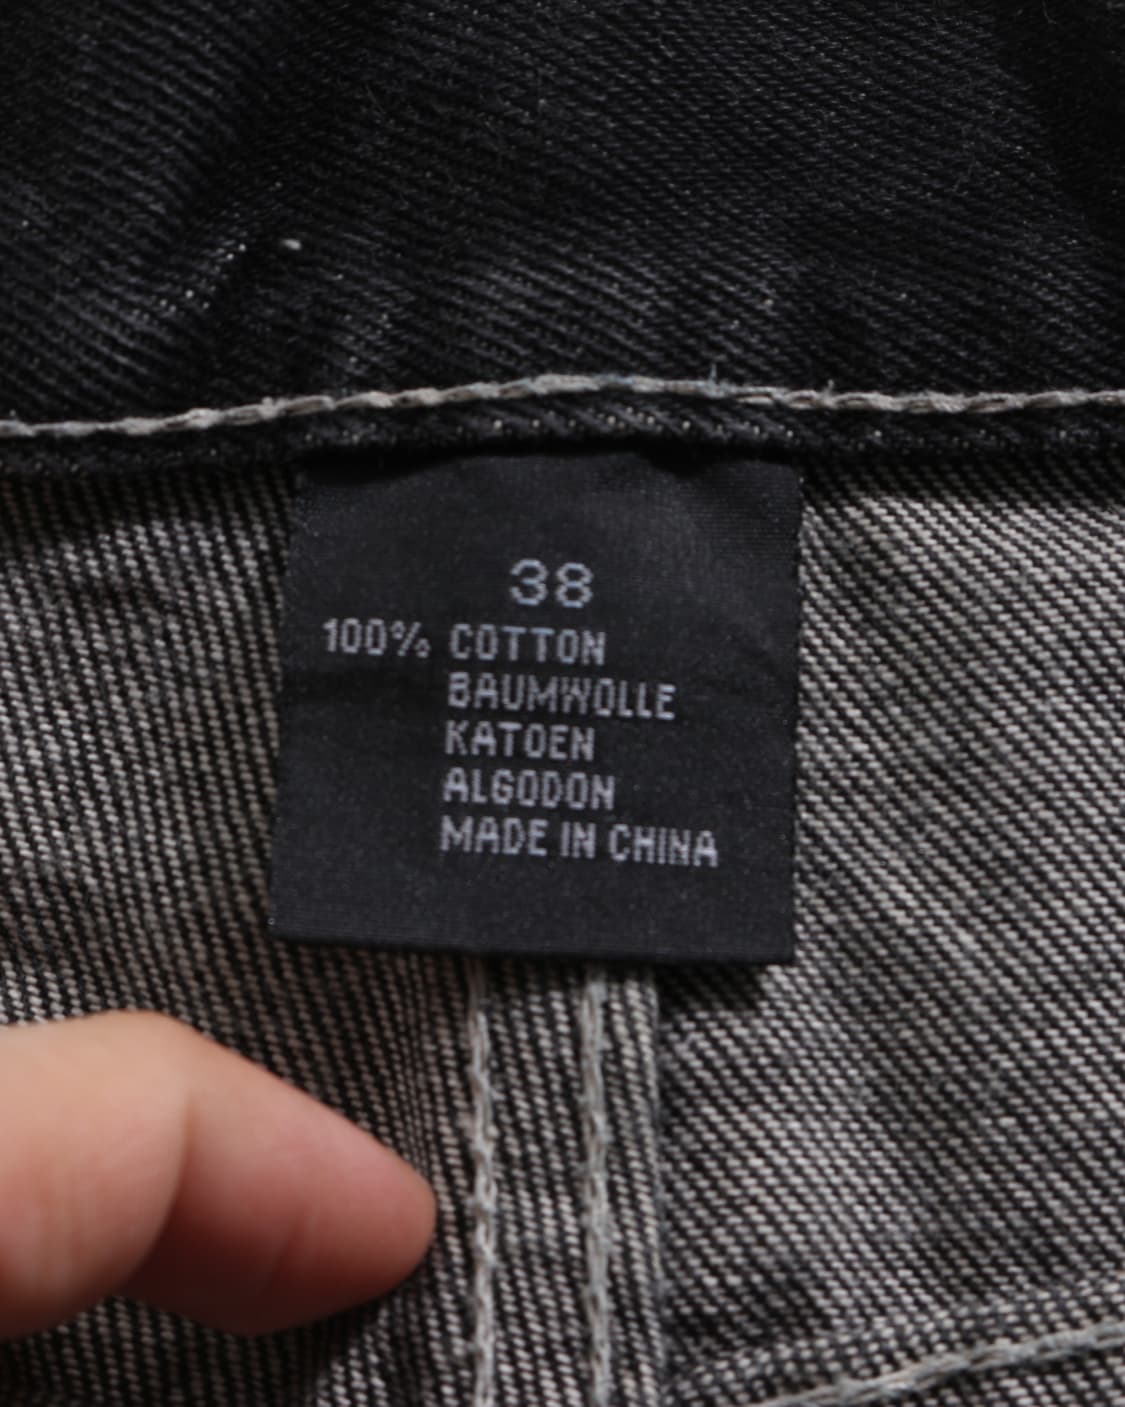 38
100% COTTON
BAUMWOLLE
KATOEN
ALGODON
MADE IN CHINA